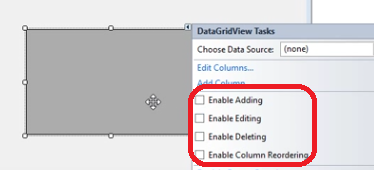 DataGridView Tasks
Choose Data Source: (none)
Edit Columns...
Add Column
Enable Adding
Enable Editing
Enable Deleting
Enable Column Reordering